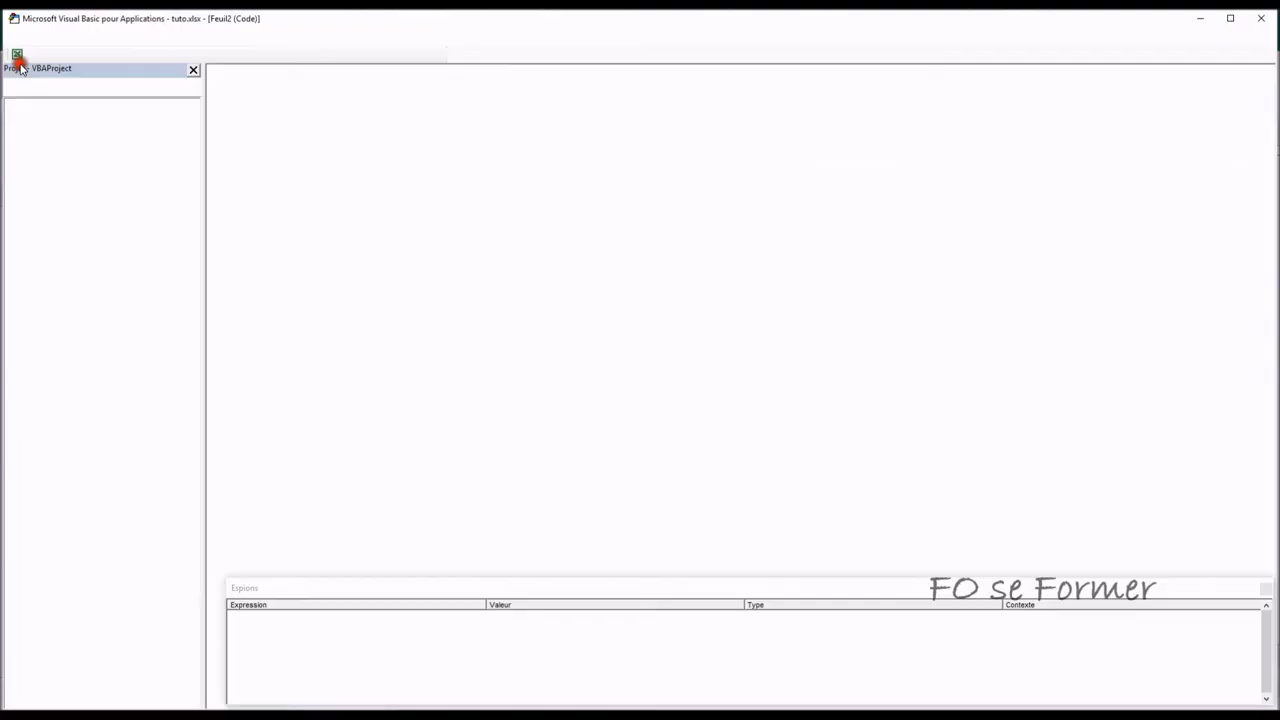 Microsoft Visual Basic pour Applications - tuto.xlsx - [Feuil2 (Code)]
VBAProject
Espions
FO se Former
Expression Valeur Type Contexte